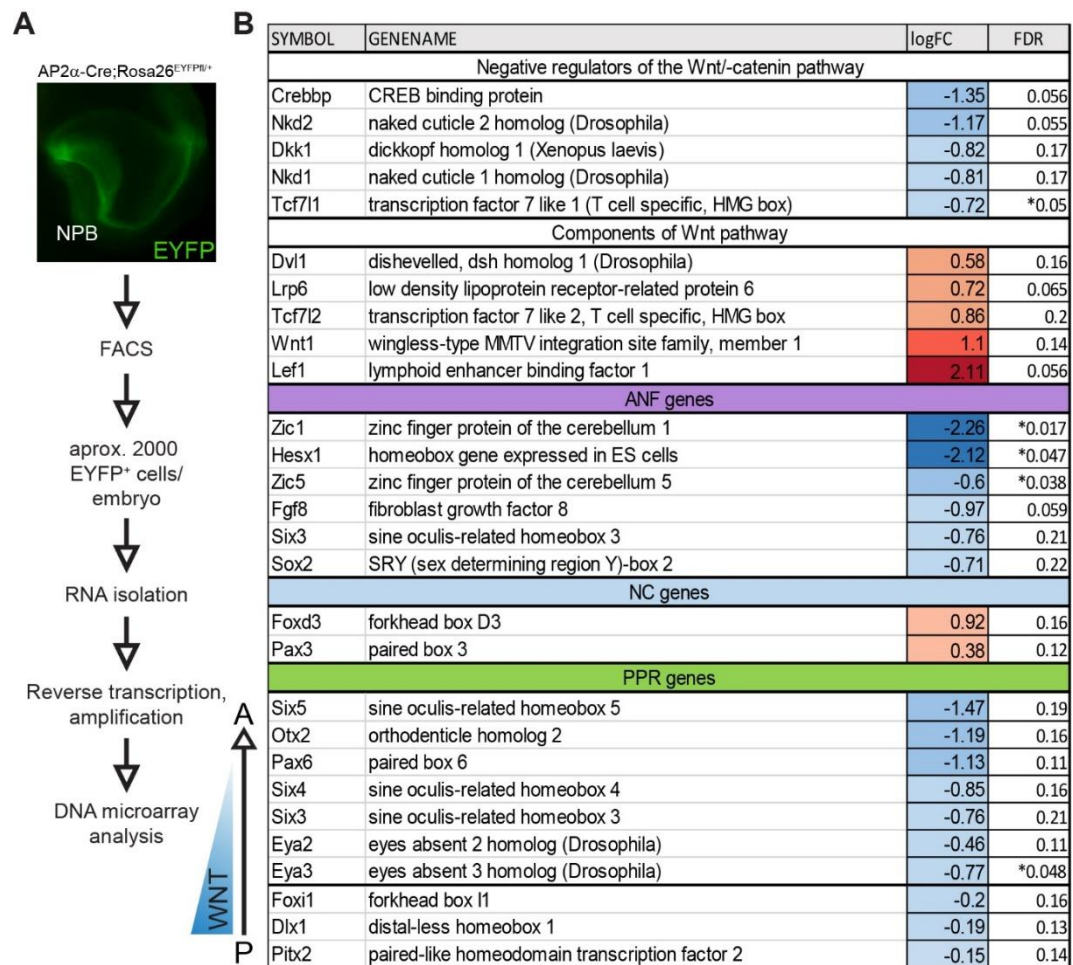 A
AP2α-Cre;Rosa26EYFPfl/+
NPB
EYFP
FACS
aprox. 2000
EYFP+ cells/
embryo
RNA isolation
Reverse transcription,
amplification
DNA microarray
analysis
A
WNT
P
B
SYMBOL GENENAME logFC FDR
Negative regulators of the Wnt/-catenin pathway
Crebbp CREB binding protein -1.35 0.056
Nkd2 naked cuticle 2 homolog (Drosophila) -1.17 0.055
Dkk1 dickkopf homolog 1 (Xenopus laevis) -0.82 0.17
Nkd1 naked cuticle 1 homolog (Drosophila) -0.81 0.17
Tcf7l1 transcription factor 7 like 1 (T cell specific, HMG box) -0.72 *0.05
Components of Wnt pathway
Dvl1 dishevelled, dsh homolog 1 (Drosophila) 0.58 0.16
Lrp6 low density lipoprotein receptor-related protein 6 0.72 0.065
Tcf7l2 transcription factor 7 like 2, T cell specific, HMG box 0.86 0.2
Wnt1 wingless-type MMTV integration site family, member 1 1.1 0.14
Lef1 lymphoid enhancer binding factor 1 2.11 0.056
ANF genes
Zic1 zinc finger protein of the cerebellum 1 -2.26 *0.017
Hesx1 homeobox gene expressed in ES cells -2.12 *0.047
Zic5 zinc finger protein of the cerebellum 5 -0.6 *0.038
Fgf8 fibroblast growth factor 8 -0.97 0.059
Six3 sine oculis-related homeobox 3 -0.76 0.21
Sox2 SRY (sex determining region Y)-box 2 -0.71 0.22
NC genes
Foxd3 forkhead box D3 0.92 0.16
Pax3 paired box 3 0.38 0.12
PPR genes
Six5 sine oculis-related homeobox 5 -1.47 0.19
Otx2 orthodenticle homolog 2 -1.19 0.16
Pax6 paired box 6 -1.13 0.11
Six4 sine oculis-related homeobox 4 -0.85 0.16
Six3 sine oculis-related homeobox 3 -0.76 0.21
Eya2 eyes absent 2 homolog (Drosophila) -0.46 0.11
Eya3 eyes absent 3 homolog (Drosophila) -0.77 *0.048
Foxi1 forkhead box I1 -0.2 0.16
Dlx1 distal-less homeobox 1 -0.19 0.13
Pitx2 paired-like homeodomain transcription factor 2 -0.15 0.14